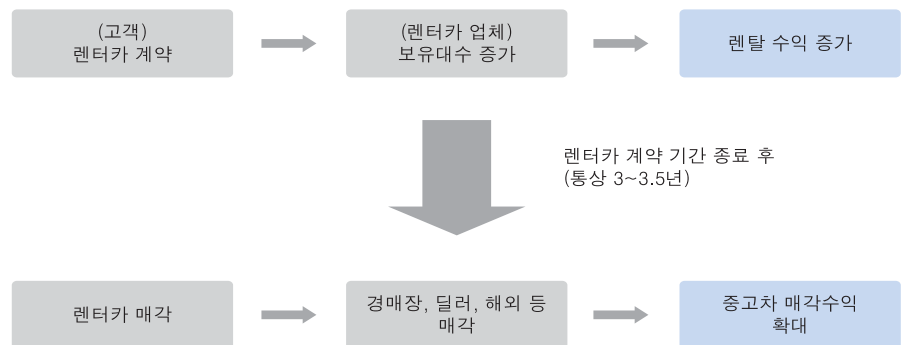 (고객)
렌터카 계약
(렌터카 업체)
보유대수 증가
렌탈 수익 증가
렌터카 계약 기간 종료 후
(통상 3~3.5년)
렌터카 매각
경매장, 딜러, 해외 등
매각
중고차 매각수익
확대